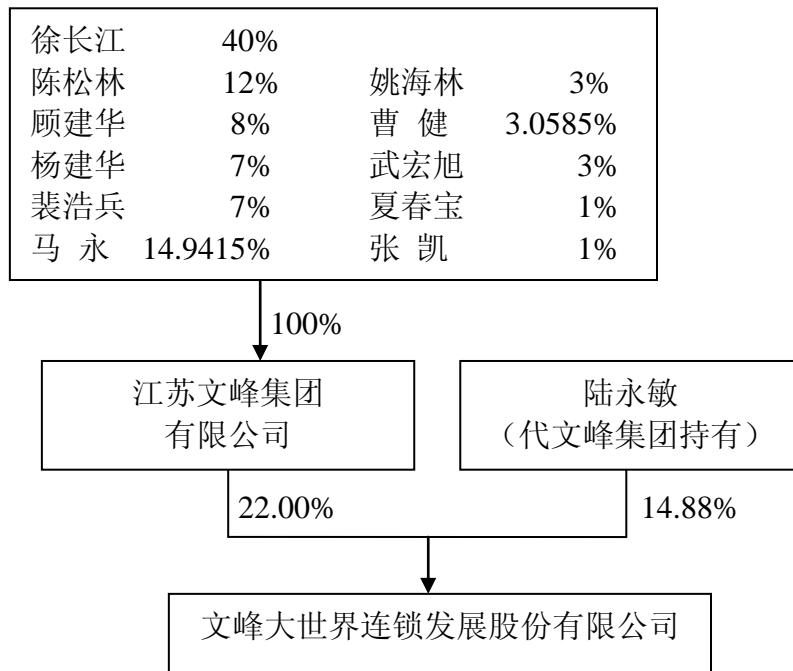 徐长江 40%
陈松林 12% 姚海林 3%
顾建华 8% 曹 健 3.0585%
杨建华 7% 武宏旭 3%
裴浩兵 7% 夏春宝 1%
马 永 14.9415% 张 凯 1%
100%
江苏文峰集团
有限公司
陆永敏
（代文峰集团持有）
22.00% 14.88%
文峰大世界连锁发展股份有限公司